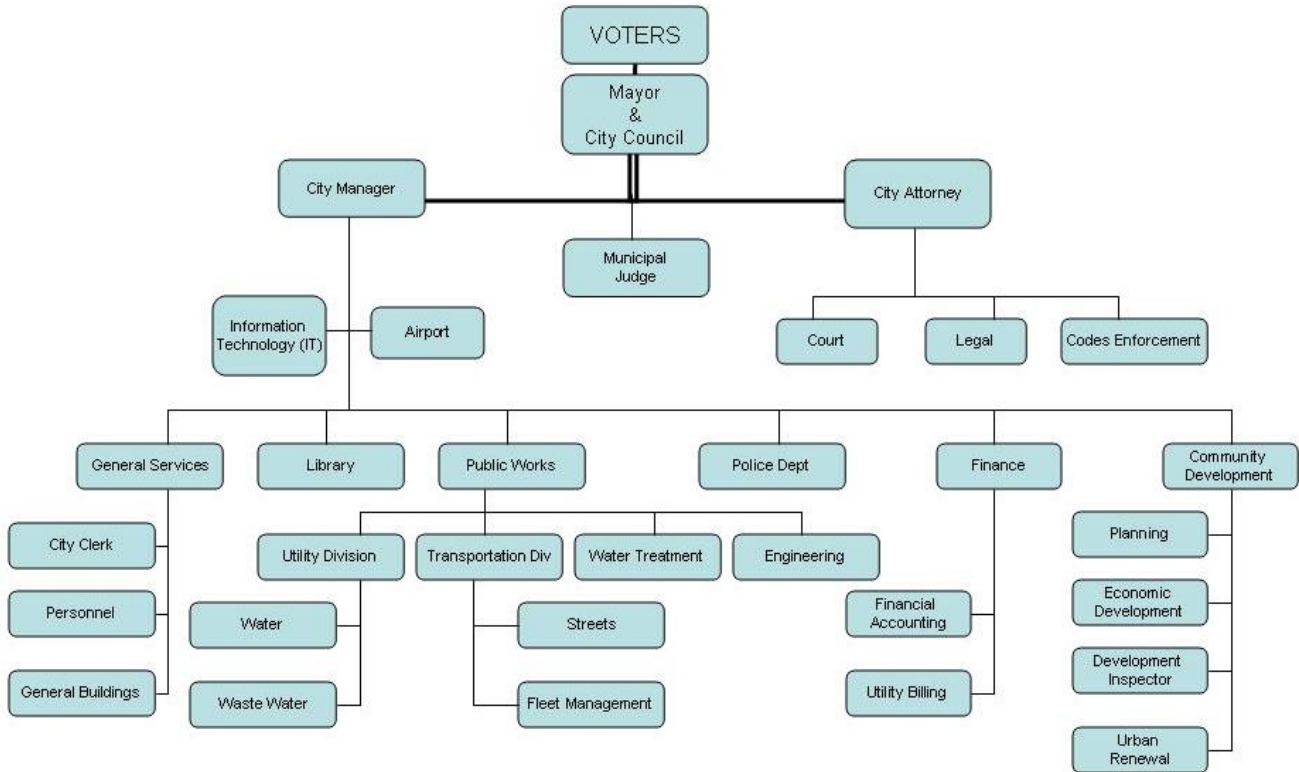 VOTERS
Mayor
&
City Council
City Manager
City Attorney
Municipal
Judge
Information
Technology (IT)
Airport
Court
Legal
Codes Enforcement
General Services
Library
Public Works
Police Dept
Finance
Community
Development
City Clerk
Personnel
General Buildings
Utility Division
Transportation Div
Water Treatment
Engineering
Water
Waste Water
Streets
Fleet Management
Financial
Accounting
Utility Billing
Planning
Economic
Development
Development
Inspector
Urban
Renewal